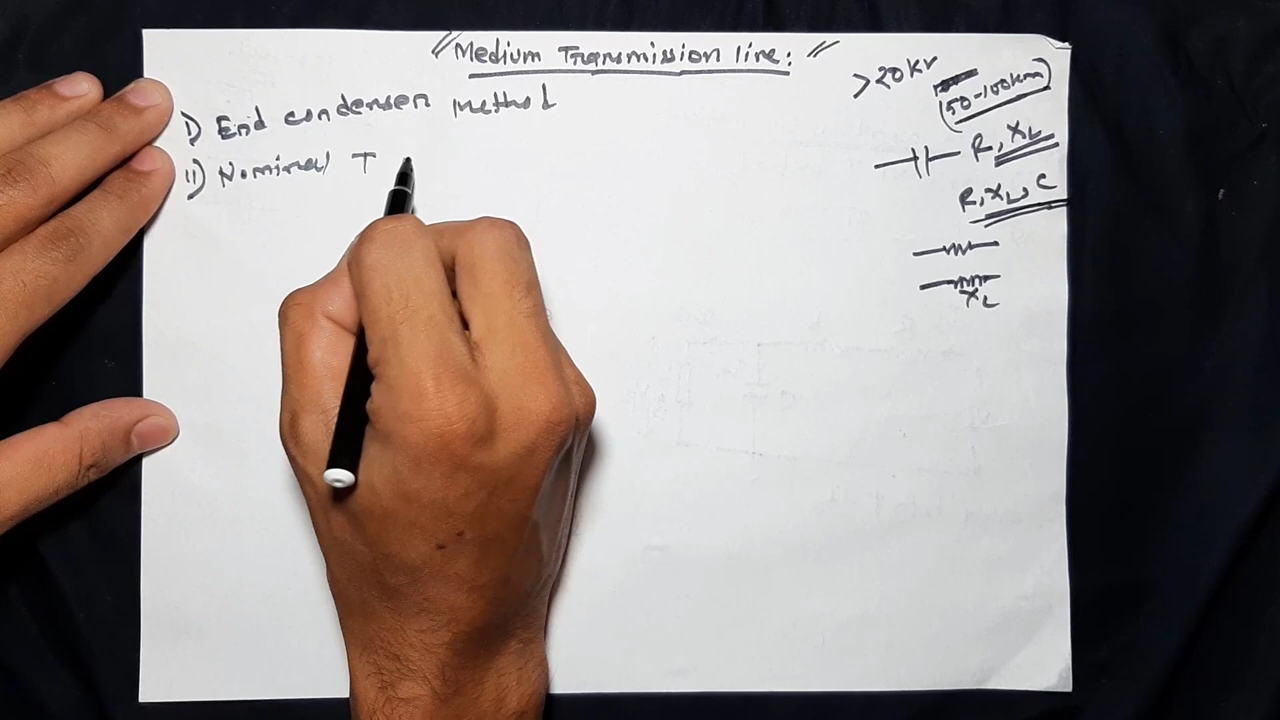 "Medium Transmission line:"
I) End condenser Method
II) Nominal T
>20kv
(50-100km)
R, XL
R, XL, C
XL